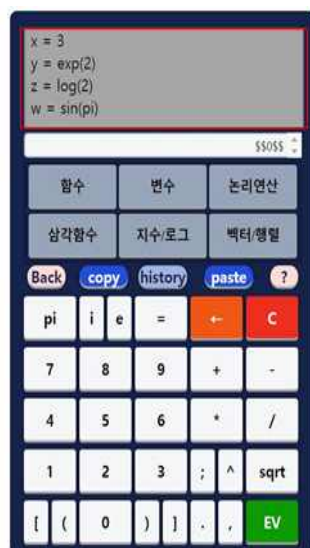 x = 3
y = exp(2)
z = log(2)
w = sin(pi)
$$0$$
함수 변수 논리연산
삼각함수 지수/로그 벡터/행렬
Back copy history paste ?
pi i e = ← C
7 8 9 + -
4 5 6 * /
1 2 3 ; ^ sqrt
[ ( 0 ) ] . , EV